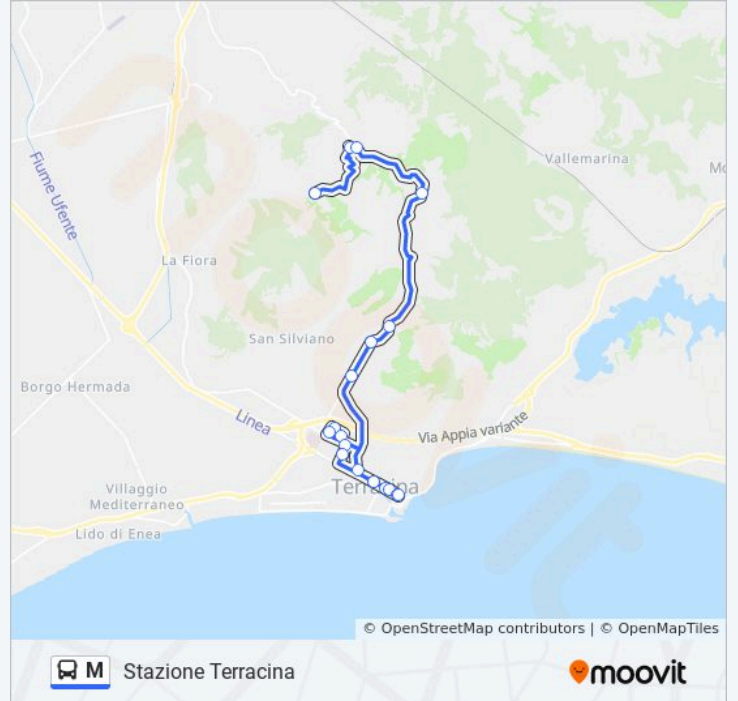 Vallemarina
Fiume Ufente
La Fiora
San Silviano
Borgo Hermada
Linea
Via Appia variante
Villaggio
Mediterraneo
Terracina
Lido di Enea
© OpenStreetMap contributors | © OpenMapTiles
M Stazione Terracina
moovit